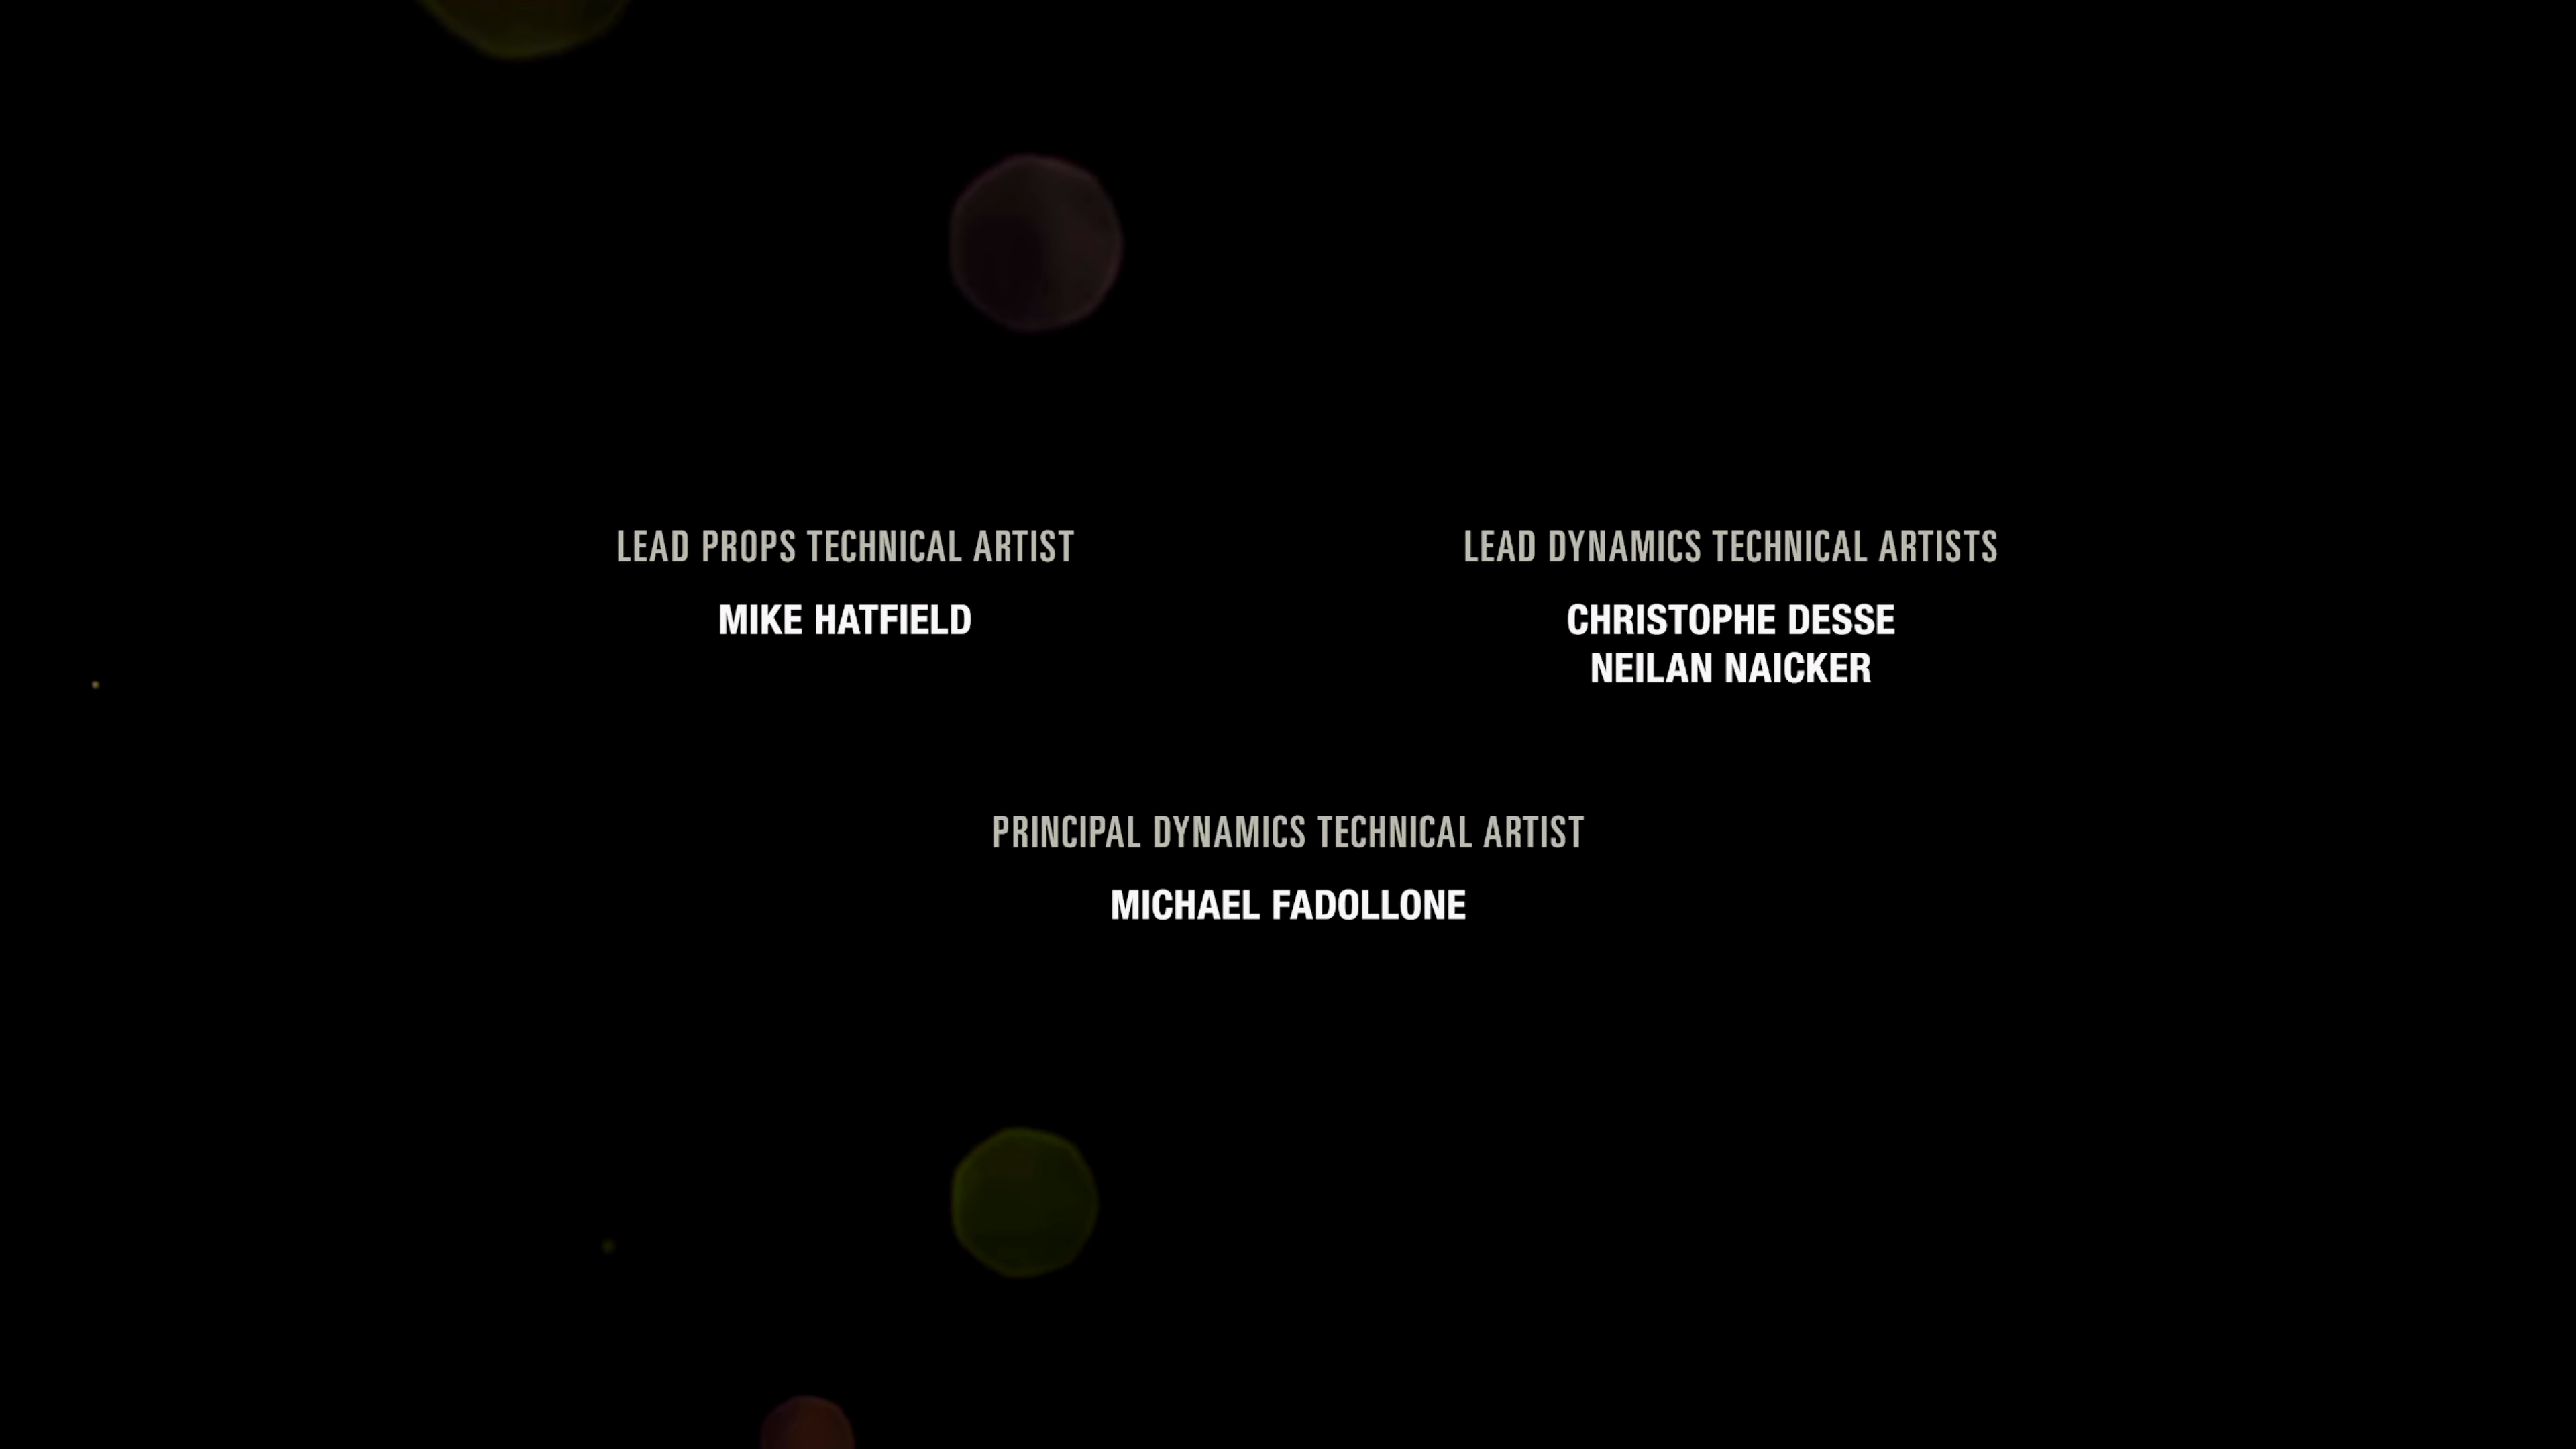 LEAD PROPS TECHNICAL ARTIST
MIKE HATFIELD
LEAD DYNAMICS TECHNICAL ARTISTS
CHRISTOPHE DESSE
NEILAN NAICKER
PRINCIPAL DYNAMICS TECHNICAL ARTIST
MICHAEL FADOLLONE